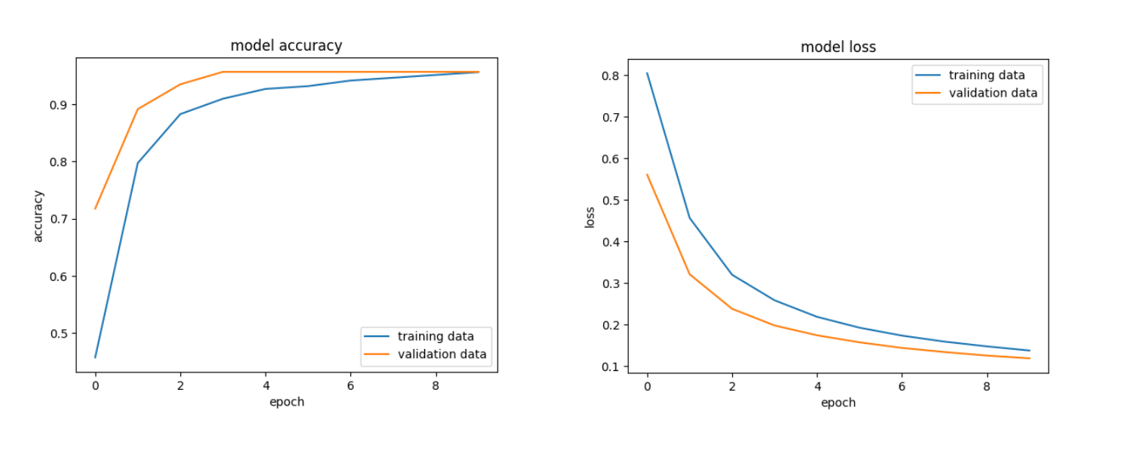 model accuracy
0.9
0.8
0.7
0.6
0.5
accuracy
training data
validation data
0 2 4 6 8
epoch
model loss
training data
validation data
0.8
0.7
0.6
0.5
0.4
0.3
0.2
0.1
loss
0 2 4 6 8
epoch